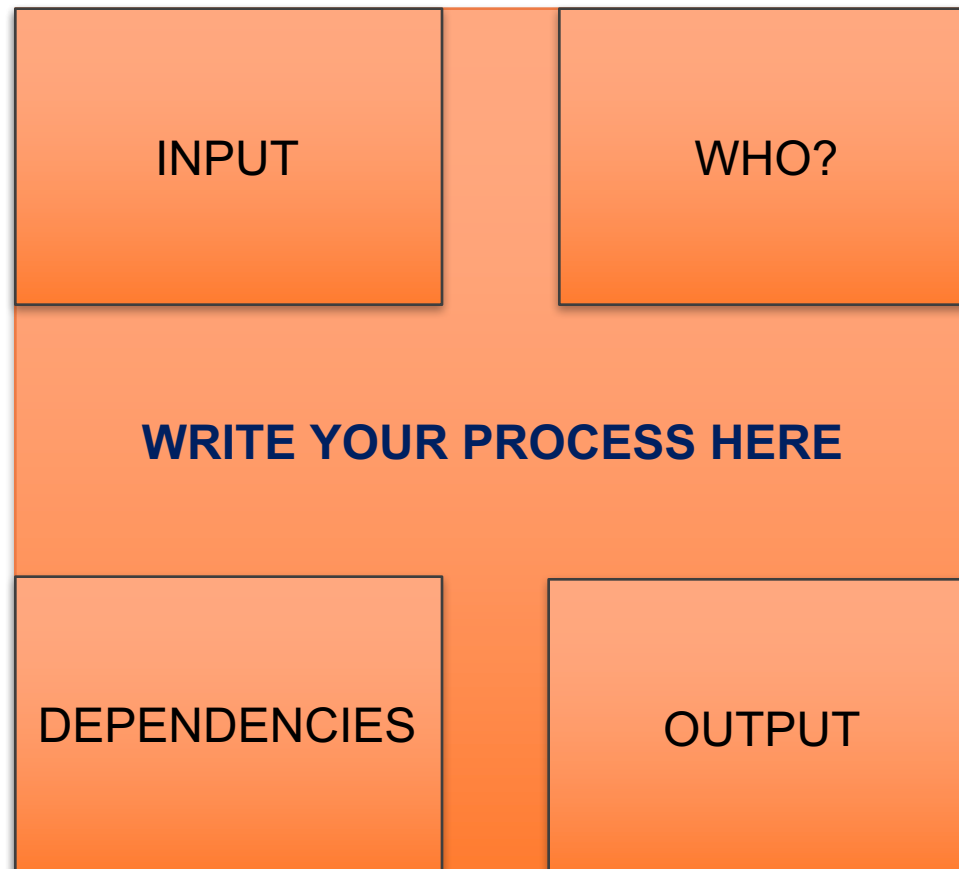 INPUT
WHO?
WRITE YOUR PROCESS HERE
DEPENDENCIES
OUTPUT